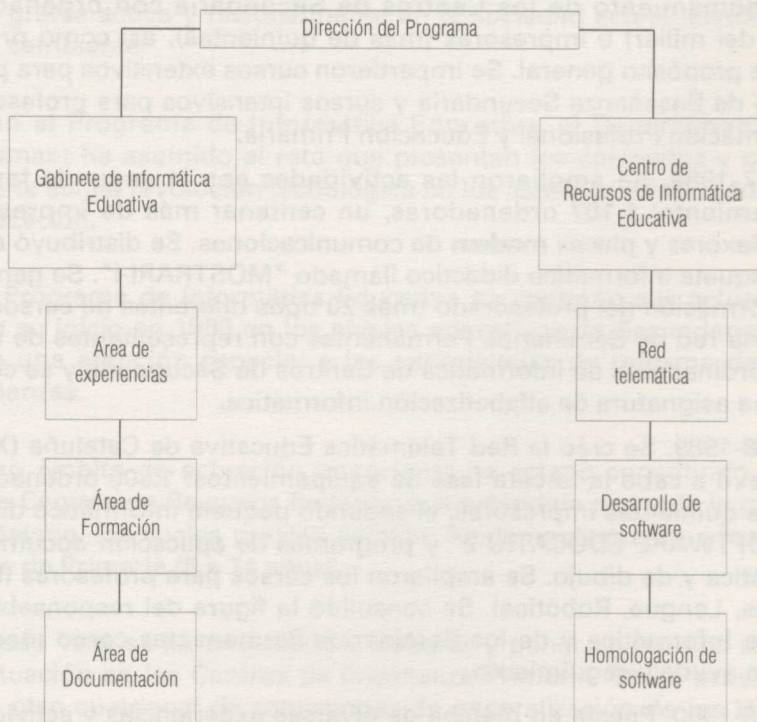 Dirección del Programa
Gabinete de Informática
Educativa
Centro de
Recursos de Informática
Educativa
Área de
experiencias
Red
telemática
Área de
Formación
Desarrollo de
software
Área de
Documentación
Homologación de
software